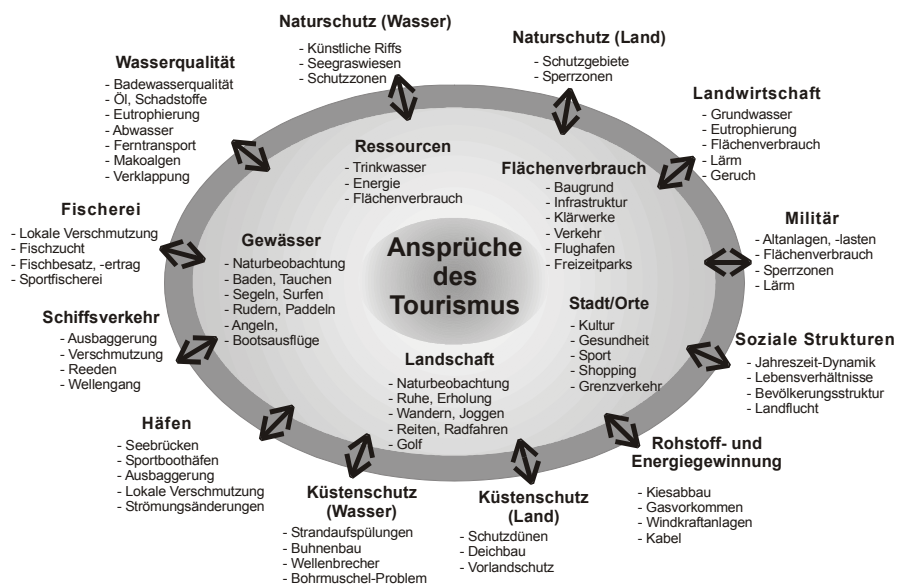 Naturschutz (Wasser)
- Künstliche Riffs
- Seegraswiesen
- Schutzzonen
Naturschutz (Land)
- Schutzgebiete
- Sperrzonen
Wasserqualität
- Badewasserqualität
- Öl, Schadstoffe
- Eutrophierung
- Abwasser
- Ferntransport
- Makoalgen
- Verklappung
Landwirtschaft
- Grundwasser
- Eutrophierung
- Flächenverbrauch
- Lärm
- Geruch
Ressourcen
- Trinkwasser
- Energie
- Flächenverbrauch
Flächenverbrauch
- Baugrund
- Infrastruktur
- Klärwerke
- Verkehr
- Flughafen
- Freizeitparks
Fischerei
- Lokale Verschmutzung
- Fischzucht
- Fischbesatz, -ertrag
- Sportfischerei
Gewässer
- Naturbeobachtung
- Baden, Tauchen
- Segeln, Surfen
- Rudern, Paddeln
- Angeln,
- Bootsausflüge
Ansprüche
des
Tourismus
Militär
- Altanlagen, -lasten
- Flächenverbrauch
- Sperrzonen
- Lärm
Schiffsverkehr
- Ausbaggerung
- Verschmutzung
- Reeden
- Wellengang
Stadt/Orte
- Kultur
- Gesundheit
- Sport
- Shopping
- Grenzverkehr
Soziale Strukturen
- Jahreszeit-Dynamik
- Lebensverhältnisse
- Bevölkerungsstruktur
- Landflucht
Landschaft
- Naturbeobachtung
- Ruhe, Erholung
- Wandern, Joggen
- Reiten, Radfahren
- Golf
Häfen
- Seebrücken
- Sportboothäfen
- Ausbaggerung
- Lokale Verschmutzung
- Strömungsänderungen
Küstenschutz
(Wasser)
- Strandaufspülungen
- Buhnenbau
- Wellenbrecher
- Bohrmuschel-Problem
Küstenschutz
(Land)
- Schutzdünen
- Deichbau
- Vorlandschutz
Rohstoff- und
Energiegewinnung
- Kiesabbau
- Gasvorkommen
- Windkraftanlagen
- Kabel